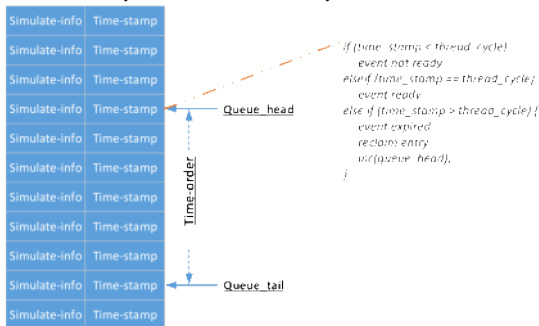 Simulate-info Time-stamp
Simulate-info Time-stamp
Simulate-info Time-stamp
Simulate-info Time-stamp
Simulate-info Time-stamp
Simulate-info Time-stamp
Simulate-info Time-stamp
Simulate-info Time-stamp
Simulate-info Time-stamp
Simulate-info Time-stamp
Simulate-info Time-stamp
Queue_head
Time-order
Queue_tail
if (time_stamp < thread_cycle)
event not ready
elseif (time_stamp == thread_cycle)
event ready
else if (time_stamp > thread_cycle) {
event expired
reclaim entry
inc(queue_head);
}